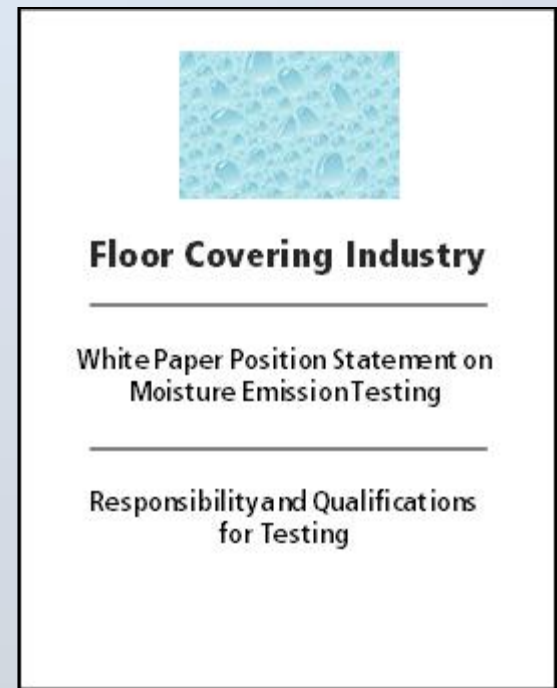 Floor Covering Industry
White Paper Position Statement on
Moisture Emission Testing
Responsibility and Qualifications
for Testing